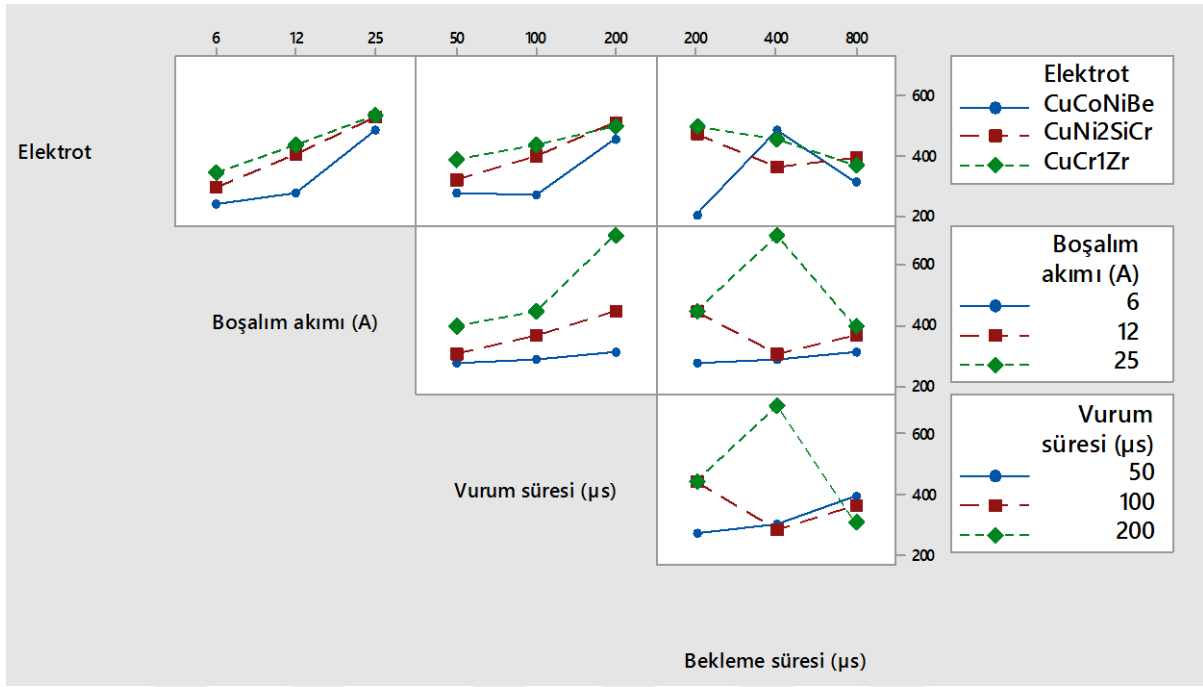 6 12 25 50 100 200 200 400 800
Elektrot
600
400
200
Elektrot
CuCoNiBe
CuNi2SiCr
CuCr1Zr
Boşalım akımı (A)
600
400
200
Boşalım
akımı (A)
6
12
25
Vurum süresi (µs)
600
400
200
Vurum
süresi (µs)
50
100
200
Bekleme süresi (µs)